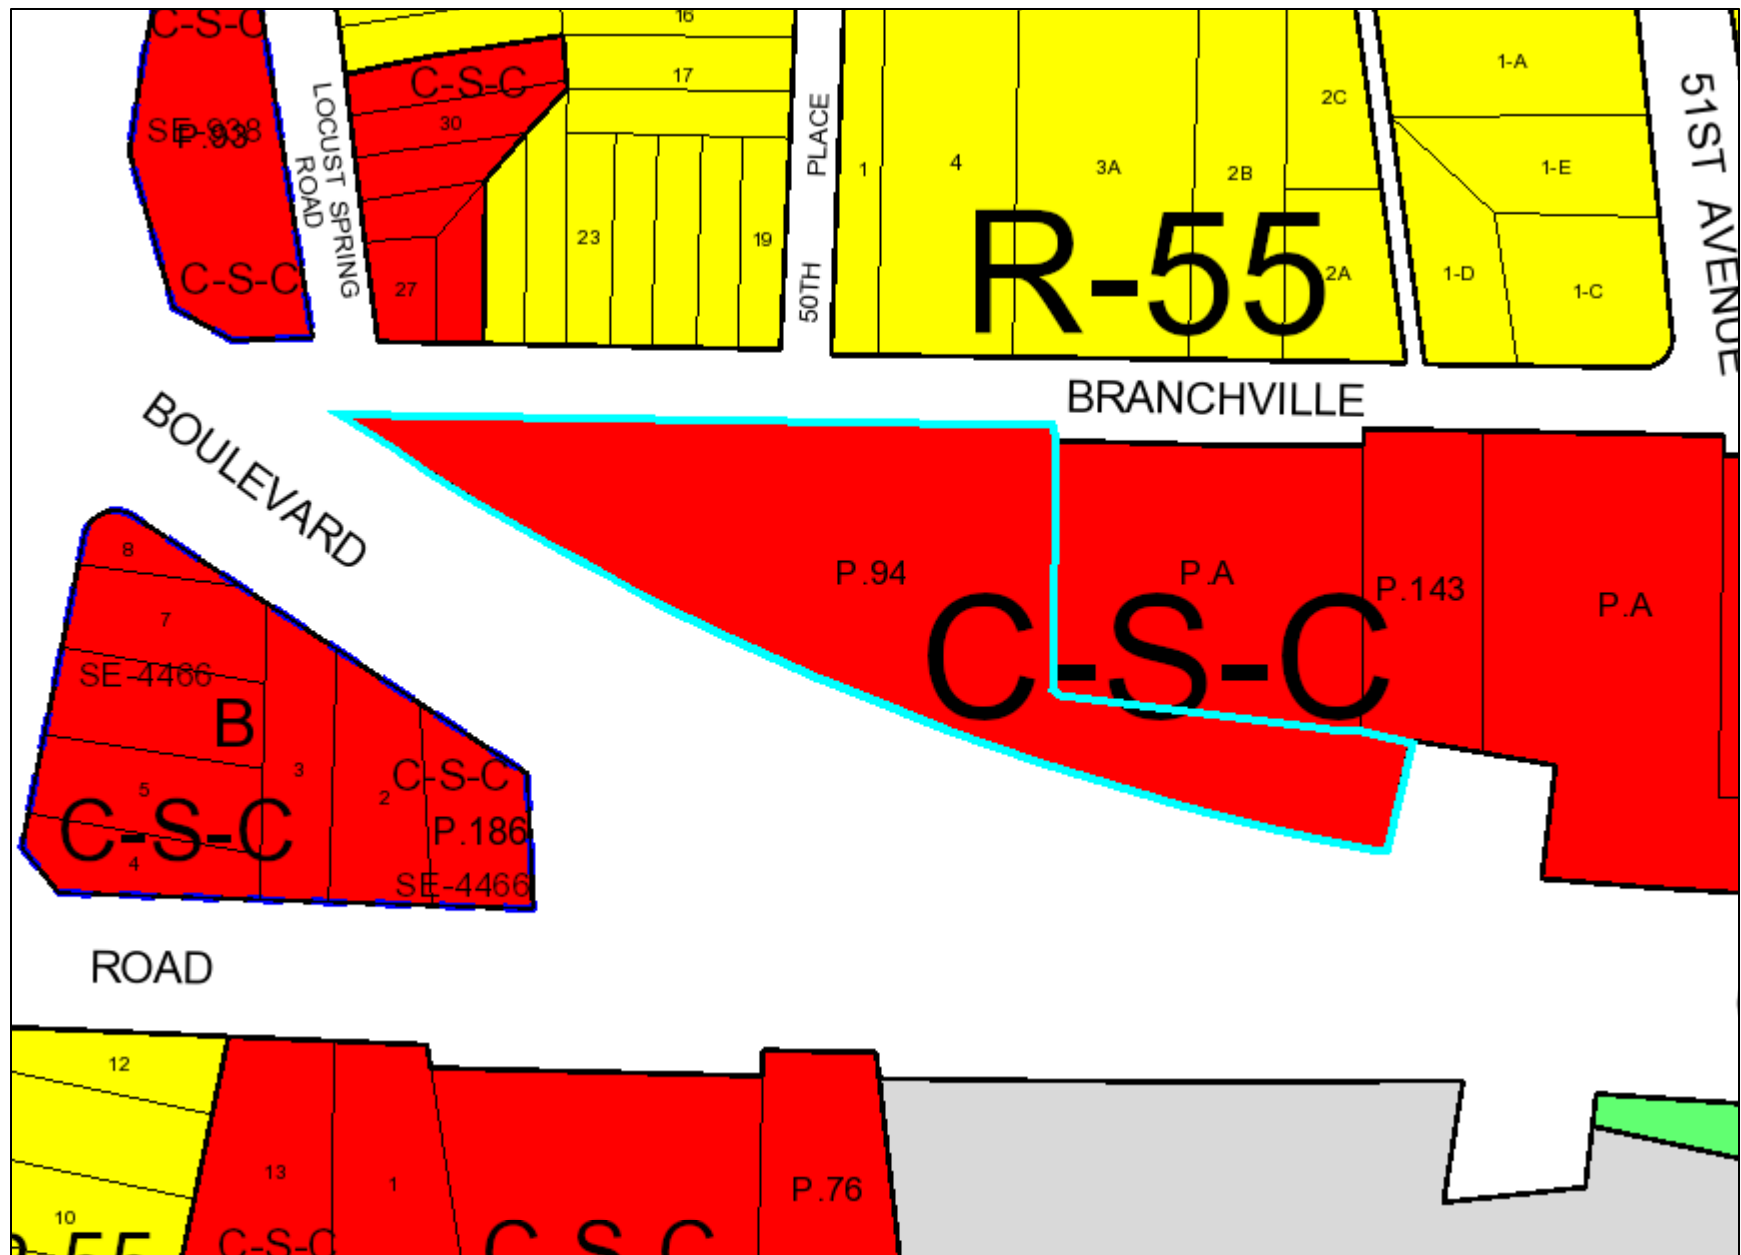 C-S-C
16
17
C-S-C
30
LOCUST SPRING
ROAD
SE-938
P.93
C-S-C
27
23
19
50TH PLACE
1
4
3A
2B
2C
2A
R-55
1-A
1-E
1-D
1-C
51ST AVENUE
BRANCHVILLE
BOULEVARD
P.94
P.A
P.143
P.A
C-S-C
8
7
SE-4466
B
3
5
2
C-S-C
C-S-C
P.186
4
SE-4466
ROAD
12
10
13
1
P.76
C-S-C
C-S-C